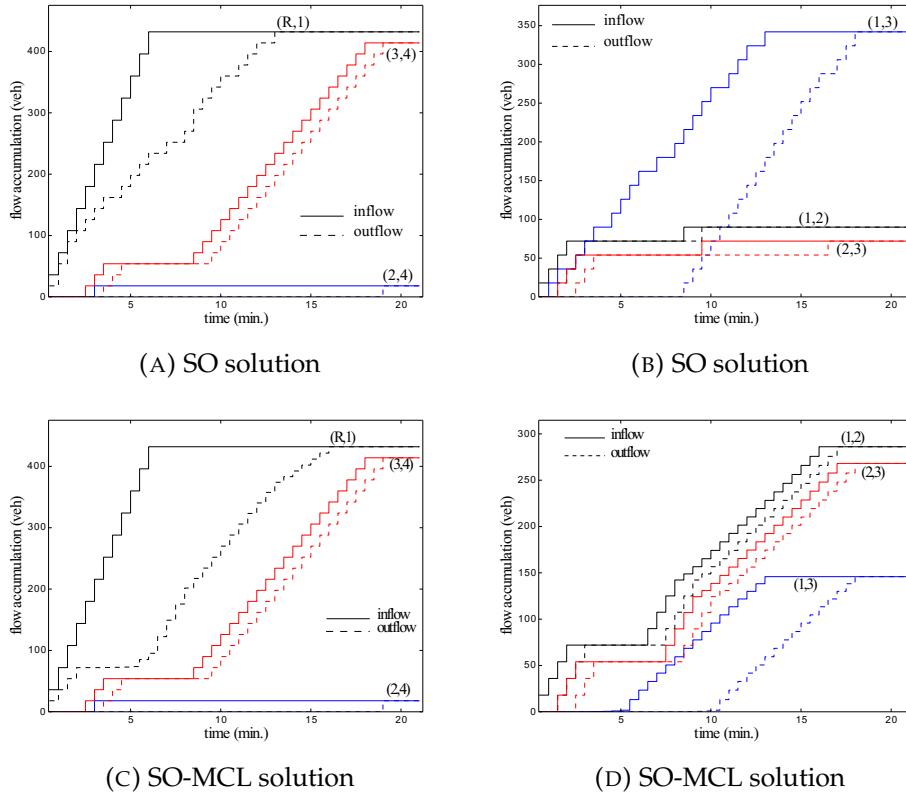 (R,1)
400
(3,4)
300
flow accumulation (veh)
200
inflow
outflow
100
(2,4)
0
5
10
15
20
time (min.)
(A) SO solution
350
(1,3)
inflow
outflow
300
250
flow accumulation (veh)
200
150
100
(1,2)
50
(2,3)
0
5
10
15
20
time (min.)
(B) SO solution
(R,1)
400
(3,4)
300
flow accumulation (veh)
200
inflow
outflow
100
(2,4)
0
5
10
15
20
time (min.)
(C) SO-MCL solution
300
inflow
outflow
(1,2)
(2,3)
250
flow accumulation (veh)
200
150
(1,3)
100
50
0
5
10
15
20
time (min.)
(D) SO-MCL solution